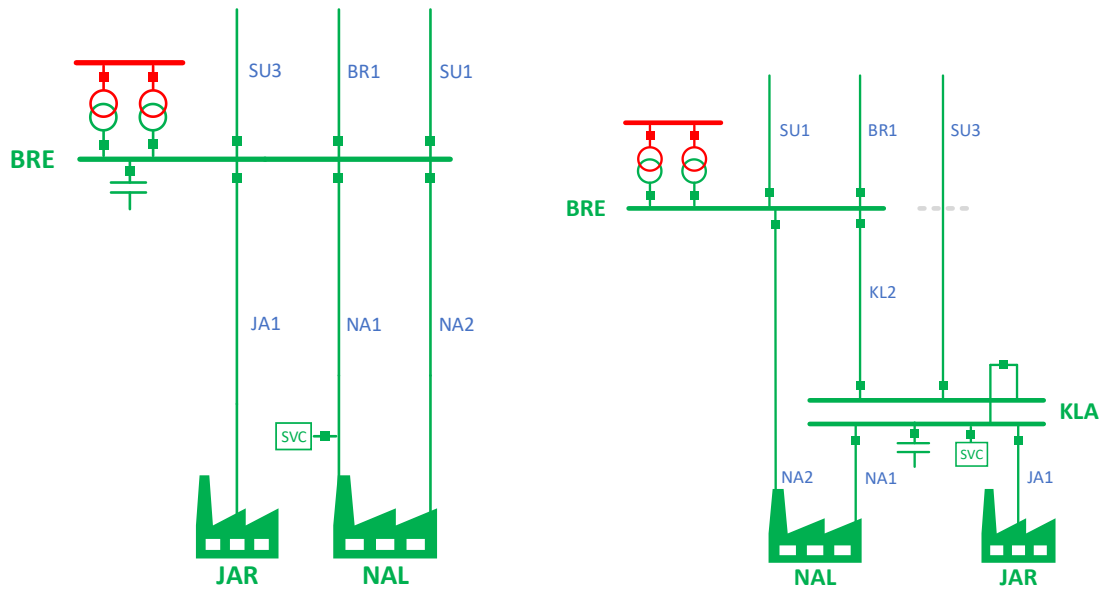 SU3
BR1
SU1
BRE
JA1
NA1
NA2
SVC
JAR
NAL
SU1
BR1
SU3
BRE
KL2
KLA
SVC
NA2
NA1
JA1
NAL
JAR